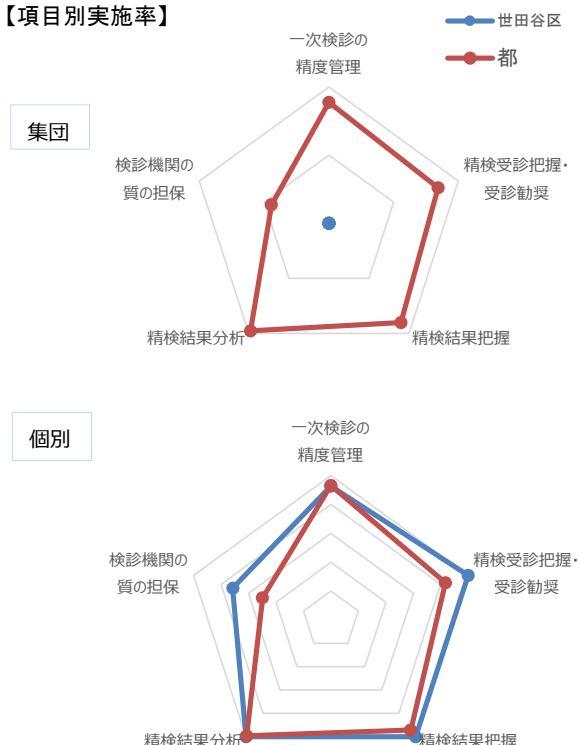 【項目別実施率】
世田谷区
都
集団
一次検診の
精度管理
精検受診把握・
受診勧奨
精検結果把握
精検結果分析
検診機関の
質の担保
個別
一次検診の
精度管理
精検受診把握・
受診勧奨
精検結果把握
精検結果分析
検診機関の
質の担保